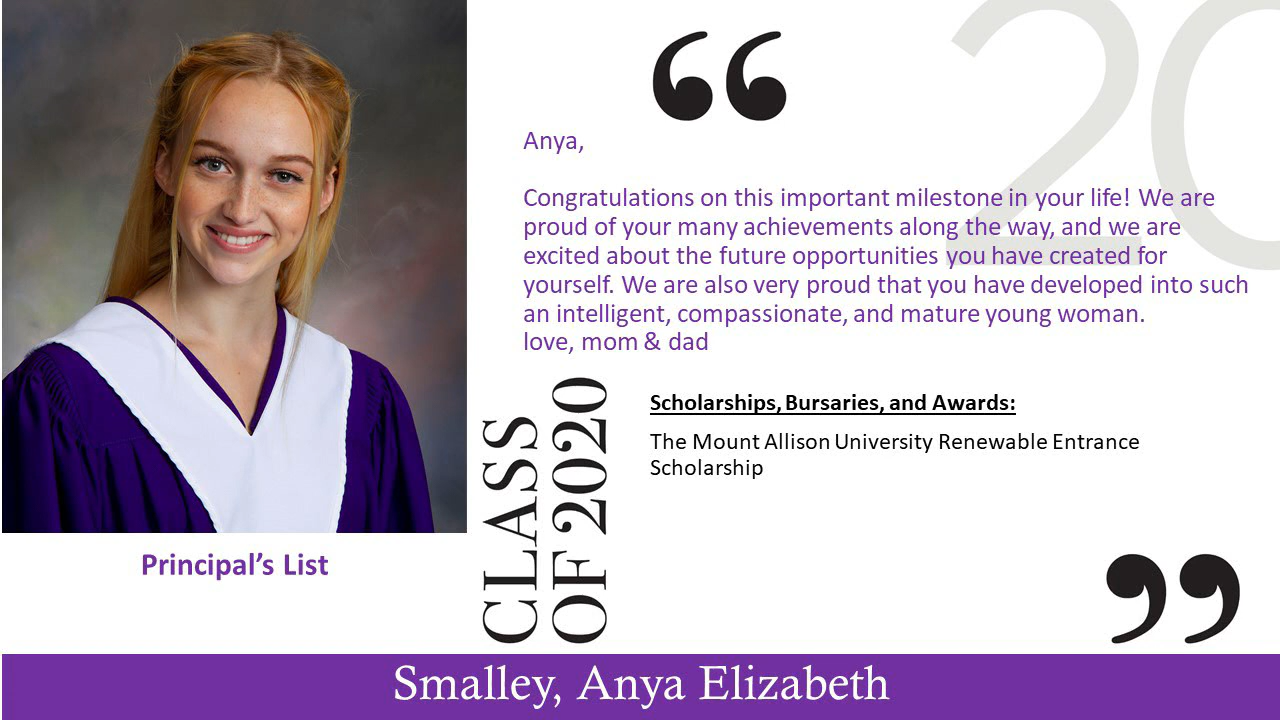 20
“
Anya,
Congratulations on this important milestone in your life! We are
proud of your many achievements along the way, and we are
excited about the future opportunities you have created for
yourself. We are also very proud that you have developed into such
an intelligent, compassionate, and mature young woman.
love, mom & dad
CLASS
OF 2020
Scholarships, Bursaries, and Awards:
The Mount Allison University Renewable Entrance
Scholarship
”
Principal’s List
Smalley, Anya Elizabeth